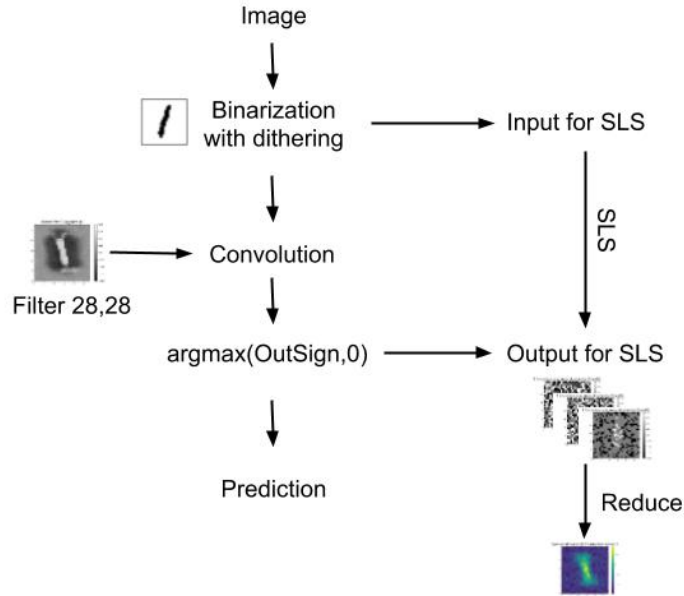 Image
Binarization
with dithering
Input for SLS
SLS
Convolution
Filter 28,28
argmax(OutSign,0)
Output for SLS
Prediction
Reduce